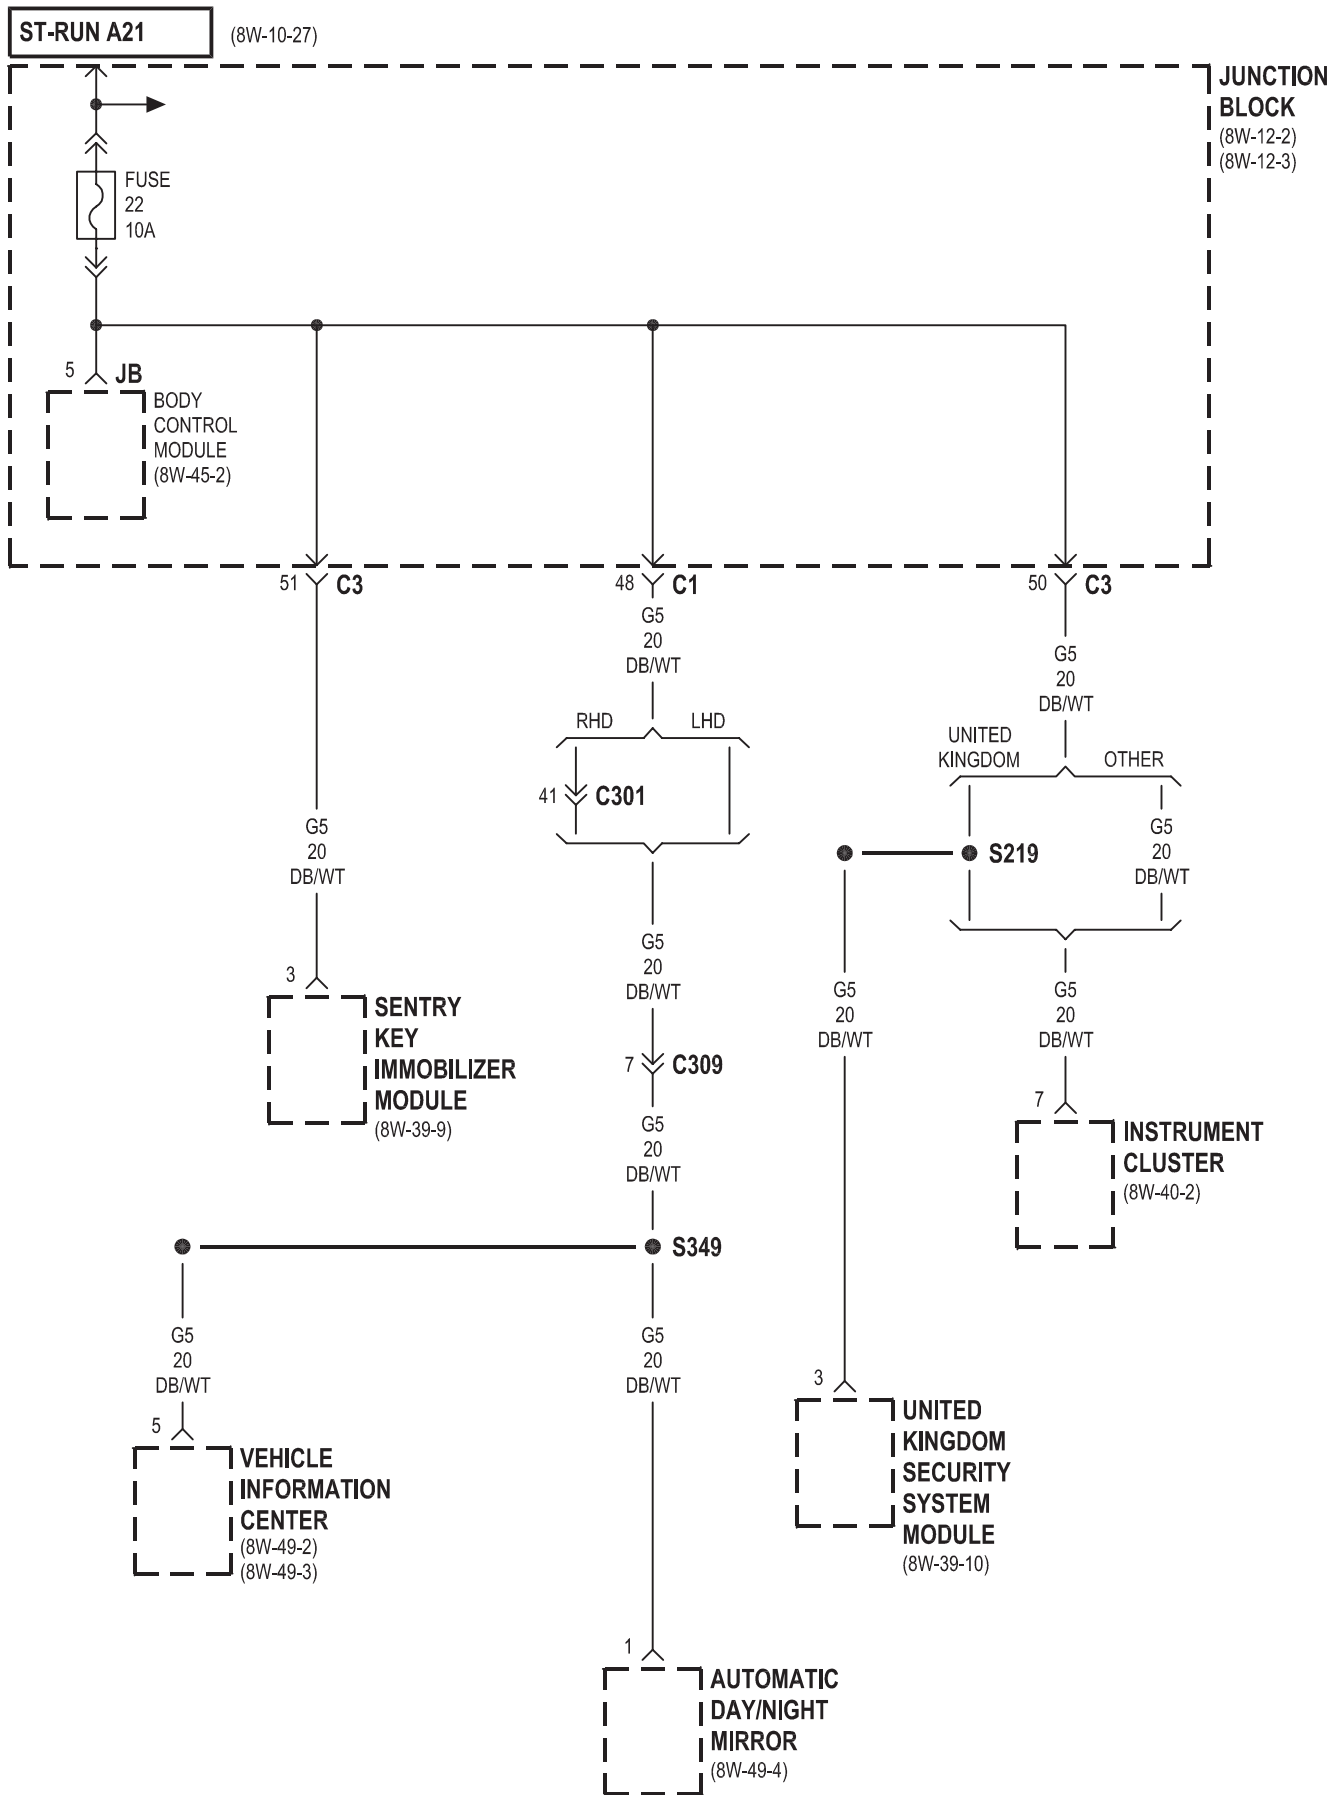 ST-RUN A21
(8W-10-27)
JUNCTION
BLOCK
(8W-12-2)
(8W-12-3)
FUSE
22
10A
5
JB
BODY
CONTROL
MODULE
(8W-45-2)
51
C3
48
C1
50
C3
G5
20
DB/WT
G5
20
DB/WT
RHD
LHD
UNITED
KINGDOM
OTHER
41
C301
G5
20
DB/WT
G5
20
DB/WT
S219
G5
20
DB/WT
3
SENTRY
KEY
IMMOBILIZER
MODULE
(8W-39-9)
G5
20
DB/WT
G5
20
DB/WT
7
C309
7
INSTRUMENT
CLUSTER
(8W-40-2)
G5
20
DB/WT
S349
G5
20
DB/WT
G5
20
DB/WT
5
VEHICLE
INFORMATION
CENTER
(8W-49-2)
(8W-49-3)
3
UNITED
KINGDOM
SECURITY
SYSTEM
MODULE
(8W-39-10)
1
AUTOMATIC
DAY/NIGHT
MIRROR
(8W-49-4)